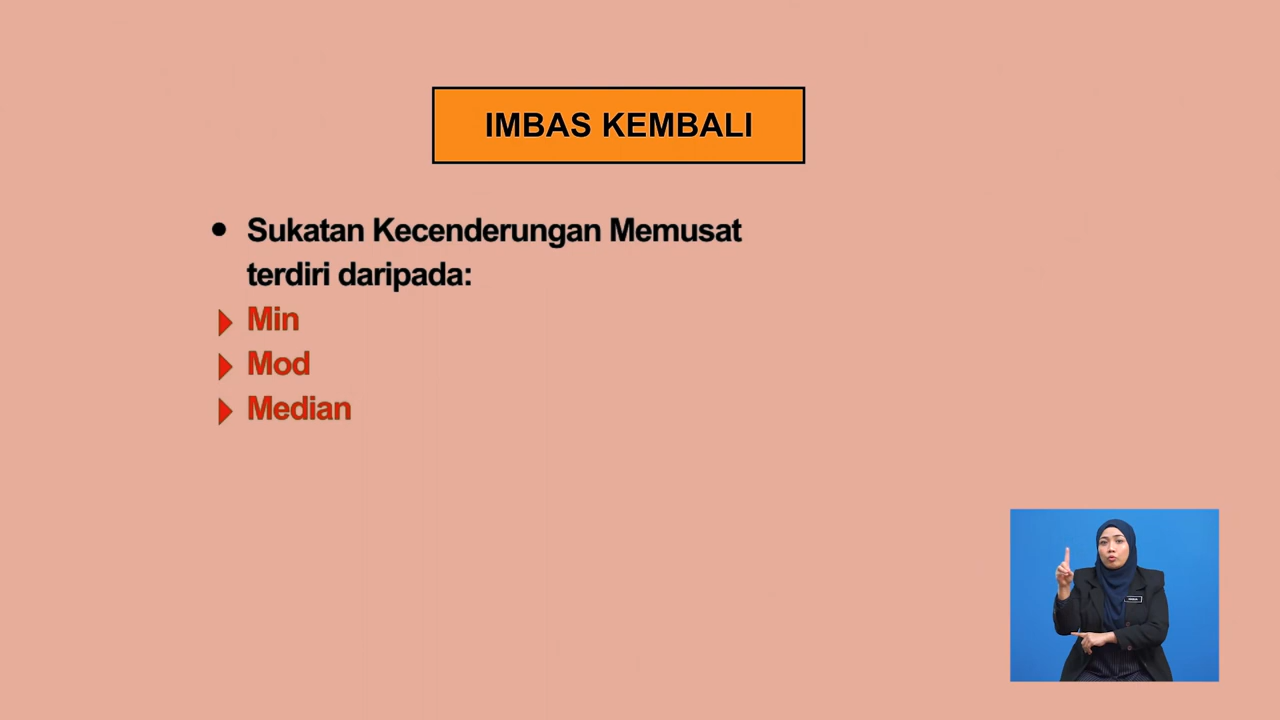 IMBAS KEMBALI
• Sukatan Kecenderungan Memusat
terdiri daripada:
Min
Mod
Median